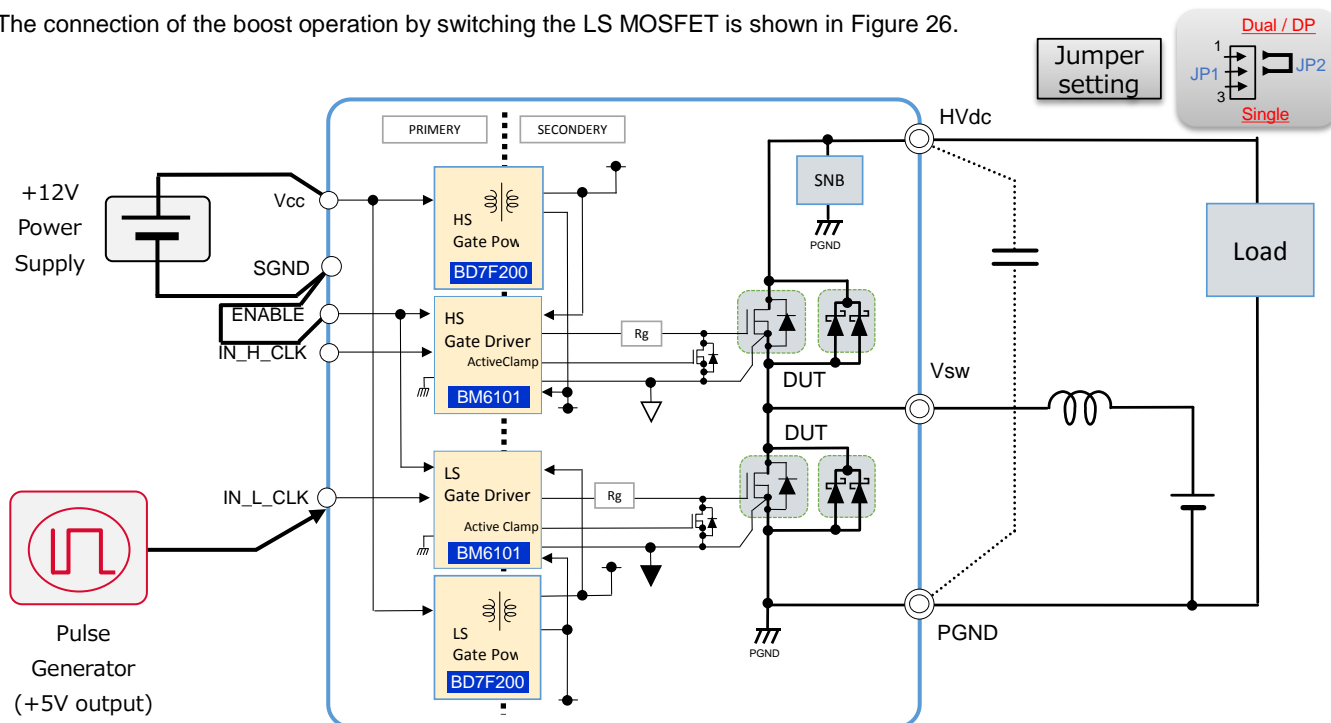 The connection of the boost operation by switching the LS MOSFET is shown in Figure 26.
Jumper
setting
Dual / DP
1
JP1
JP2
3
Single
PRIMERY
SECONDERY
HVdc
+12V
Power
Supply
Vcc
SGND
ENABLE
IN_H_CLK
HS
Gate Pow
BD7F200
HS
Gate Driver
ActiveClamp
BM6101
Rg
SNB
PGND
DUT
Vsw
Load
DUT
IN_L_CLK
LS
Gate Driver
Active Clamp
BM6101
Rg
LS
Gate Pow
BD7F200
PGND
PGND
Pulse
Generator
(+5V output)